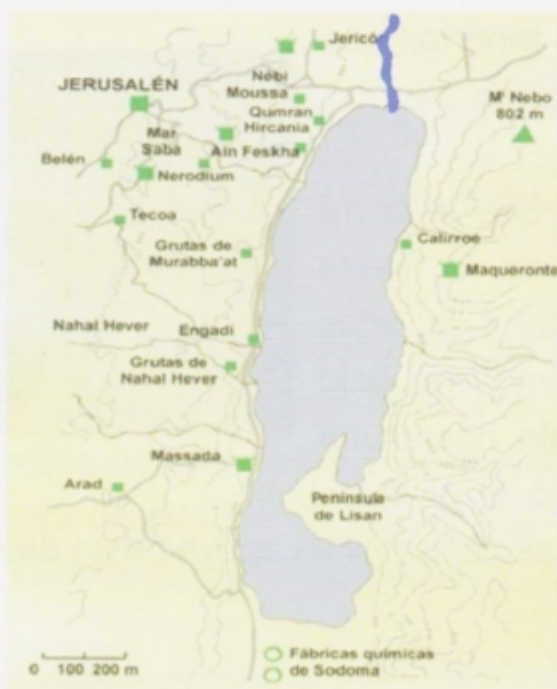 Jericó
Nébi
Moussa
JERUSALÉN
Qumran
Hircania
Mᵗ Nebo
802 m
Mar
Saba
Ain Feskha
Belén
Nerodium
Tecoa
Calirroé
Grutas de
Murabba'at
Maqueronte
Nahal Hever
Engadi
Grutas de
Nahal Hever
Massada
Arad
Península
de Lisan
Fábricas químicas
de Sodoma
0 100 200 m